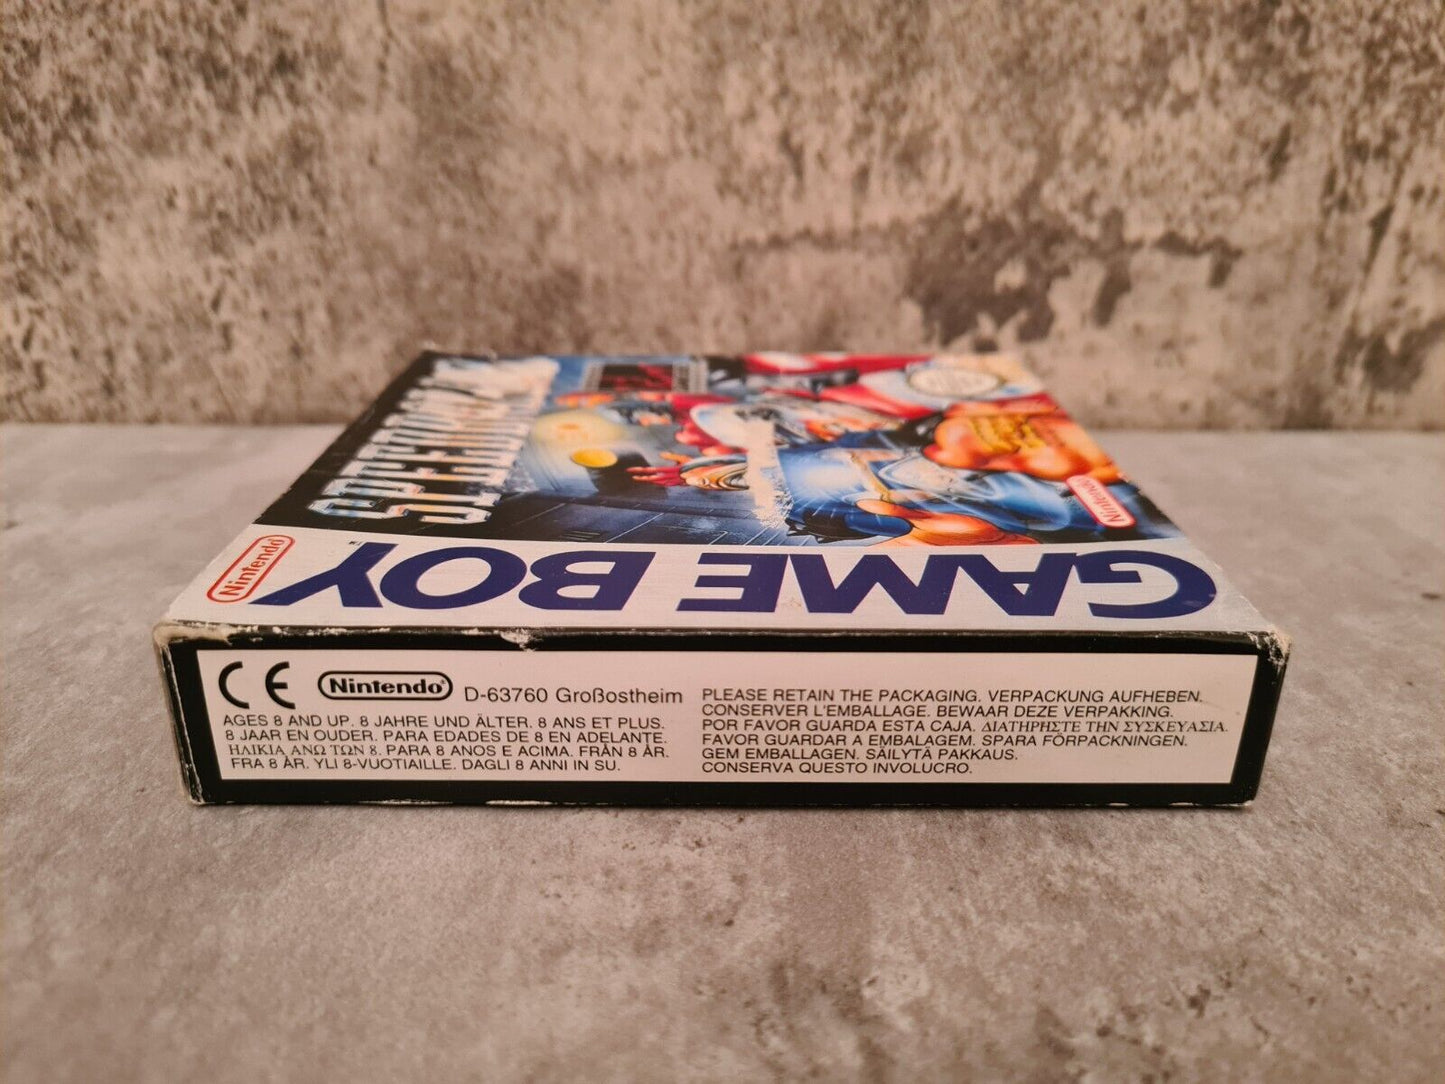 SUPER HUNCHBACK
Nintendo
Nintendo
GAME BOY
CE
Nintendo D-63760 Großostheim
AGES 8 AND UP. 8 JAHRE UND ÄLTER. 8 ANS ET PLUS.
8 JAAR EN OUDER. PARA EDADES DE 8 EN ADELANTE.
ΗΛΙΚΙΑ ΑΝΩ ΤΩΝ 8. PARA 8 ANOS E ACIMA. FRÅN 8 ÅR.
FRA 8 ÅR. YLI 8-VUOTIAILLE. DAGLI 8 ANNI IN SU.
PLEASE RETAIN THE PACKAGING. VERPACKUNG AUFHEBEN.
CONSERVER L'EMBALLAGE. BEWAAR DEZE VERPAKKING.
POR FAVOR GUARDA ESTA CAJA. ΔΙΑΤΗΡΗΣΤΕ ΤΗΝ ΣΥΣΚΕΥΑΣΙΑ.
FAVOR GUARDAR A EMBALAGEM. SPARA FÖRPACKNINGEN.
GEM EMBALLAGEN. SÄILYTÄ PAKKAUS.
CONSERVA QUESTO INVOLUCRO.